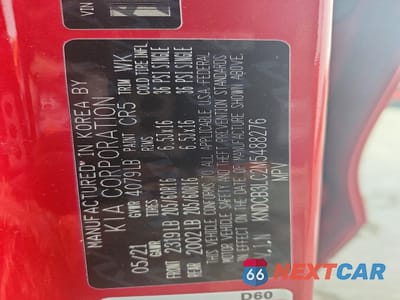 VIN
MANUFACTURED IN KOREA BY
KIA CORPORATION
05/21 GVWR 4079LB PAINT CR5 TRIM WK
GAWR TIRES RIMS COLD TIRE INFL
2319LB 205/60R16 6.5Jx16 36 PSI SINGLE
2002LB 205/60R16 6.5Jx16 36 PSI SINGLE
THIS VEHICLE CONFORMS TO ALL APPLICABLE U.S.A. FEDERAL
MOTOR VEHICLE SAFETY AND THEFT PREVENTION STANDARDS
IN EFFECT ON THE DATE OF MANUFACTURE SHOWN ABOVE.
V.I.N MPV
D60
66 NEXTCAR